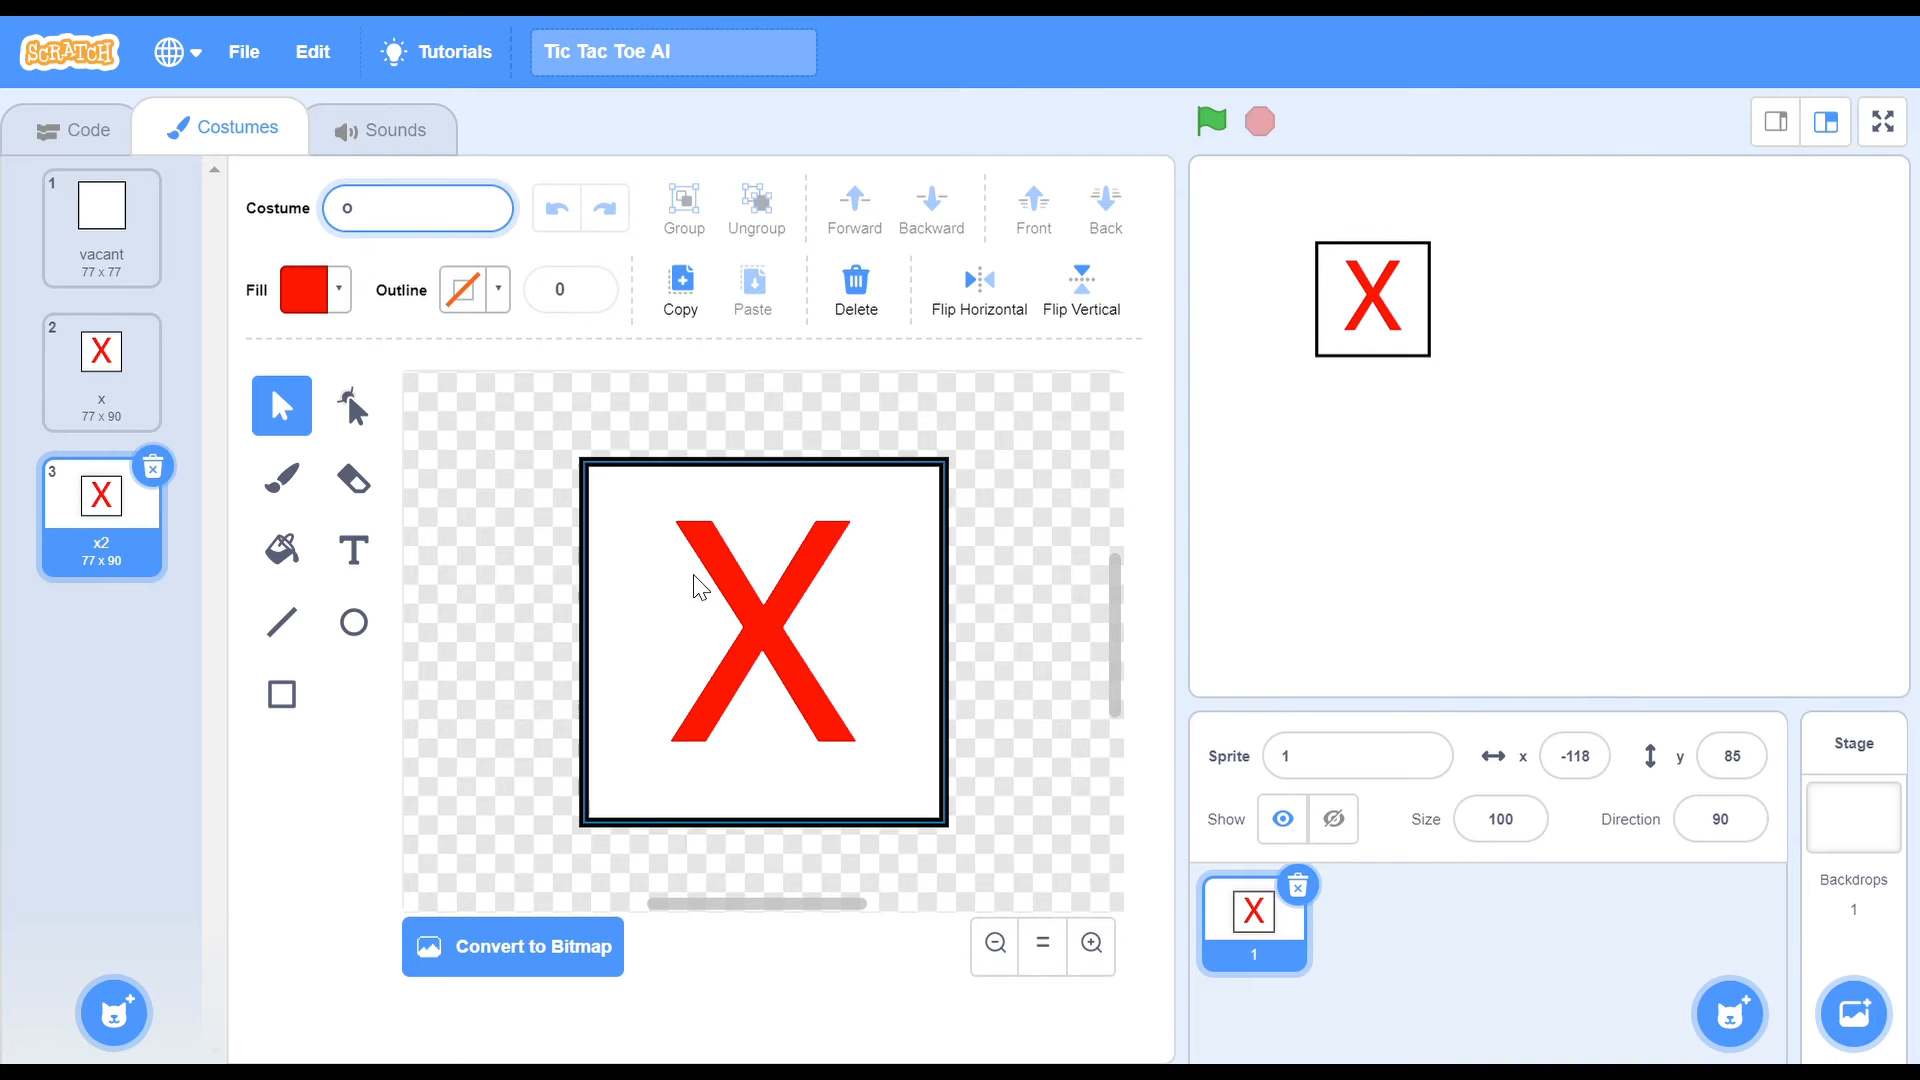 SCRATCH
File
Edit
Tutorials
Tic Tac Toe AI
Code
Costumes
Sounds
1
vacant
77 x 77
2
X
x
77 x 90
3
X
x2
77 x 90
Costume
o
Group
Ungroup
Forward
Backward
Front
Back
Fill
Outline
0
Copy
Paste
Delete
Flip Horizontal
Flip Vertical
T
X
Convert to Bitmap
X
Sprite
1
x
-118
y
85
Show
Size
100
Direction
90
X
1
Stage
Backdrops
1